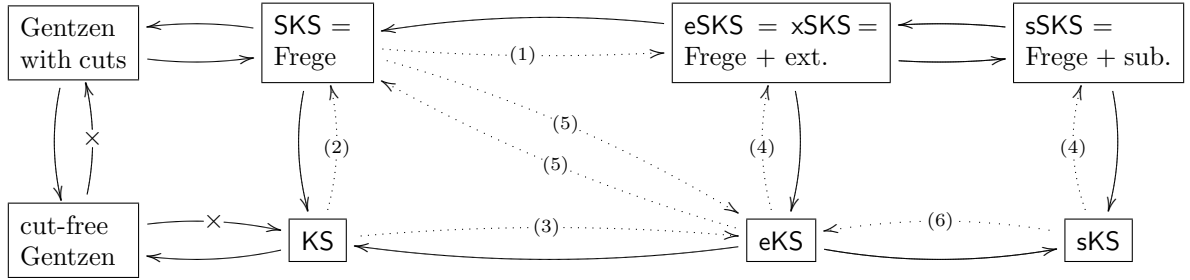 Gentzen
with cuts
SKS =
Frege
eSKS = xSKS =
Frege + ext.
sSKS =
Frege + sub.
(1)
×
(2)
(5)
(5)
(4)
(4)
cut-free
Gentzen
×
KS
(3)
eKS
(6)
sKS